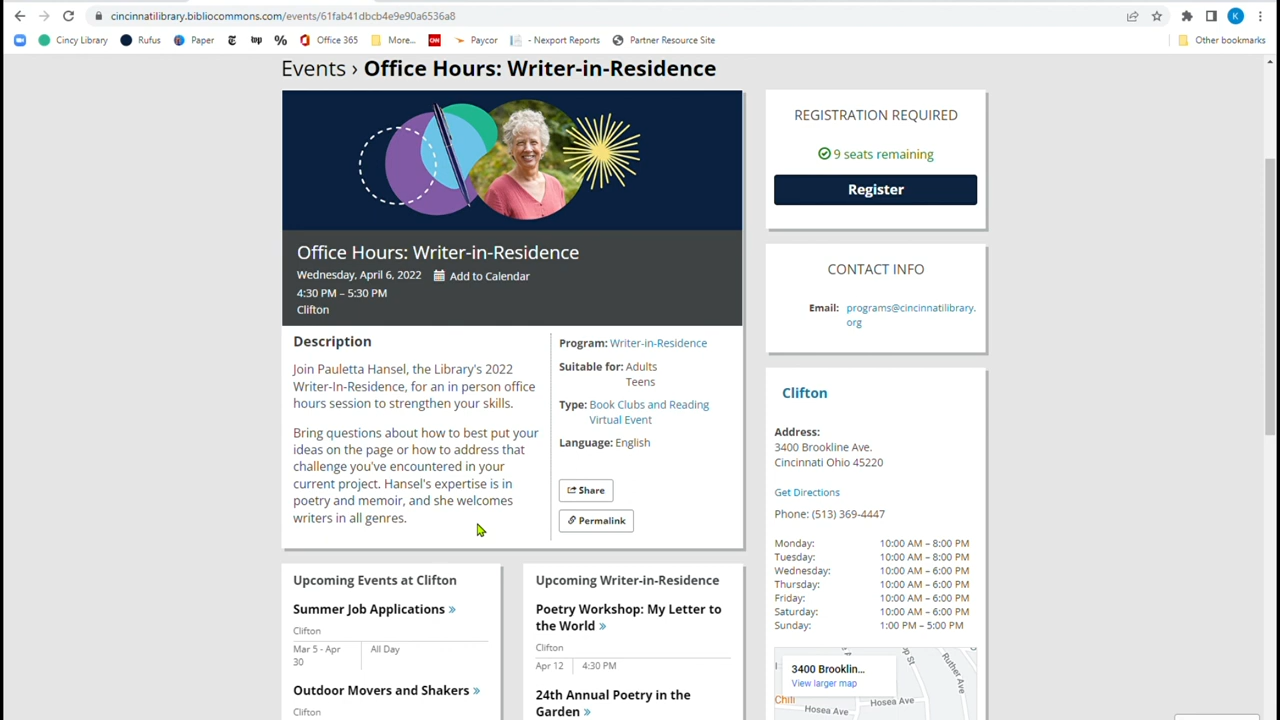 cincinnatilibrary.bibliocommons.com/events/61fab41dbcb4e9e90a6536a8
K
Cincy Library Rufus Paper top % Office 365 More... CNN Paycor - Nexport Reports Partner Resource Site Other bookmarks
Events › Office Hours: Writer-in-Residence
Office Hours: Writer-in-Residence
Wednesday, April 6, 2022 Add to Calendar
4:30 PM – 5:30 PM
Clifton
Description
Join Pauletta Hansel, the Library's 2022
Writer-In-Residence, for an in person office
hours session to strengthen your skills.
Bring questions about how to best put your
ideas on the page or how to address that
challenge you've encountered in your
current project. Hansel's expertise is in
poetry and memoir, and she welcomes
writers in all genres.
Program: Writer-in-Residence
Suitable for: Adults
Teens
Type: Book Clubs and Reading
Virtual Event
Language: English
Share
Permalink
Upcoming Events at Clifton
Summer Job Applications »
Clifton
Mar 5 - Apr All Day
30
Outdoor Movers and Shakers »
Clifton
Upcoming Writer-in-Residence
Poetry Workshop: My Letter to
the World »
Clifton
Apr 12 4:30 PM
24th Annual Poetry in the
Garden »
REGISTRATION REQUIRED
9 seats remaining
Register
CONTACT INFO
Email: programs@cincinnatilibrary.
org
Clifton
Address:
3400 Brookline Ave.
Cincinnati Ohio 45220
Get Directions
Phone: (513) 369-4447
Monday: 10:00 AM – 8:00 PM
Tuesday: 10:00 AM – 8:00 PM
Wednesday: 10:00 AM – 6:00 PM
Thursday: 10:00 AM – 6:00 PM
Friday: 10:00 AM – 6:00 PM
Saturday: 10:00 AM – 6:00 PM
Sunday: 1:00 PM – 5:00 PM
3400 Brooklin...
View larger map
Chili
Hosea Ave
Hosea Ave
Ruther Ave